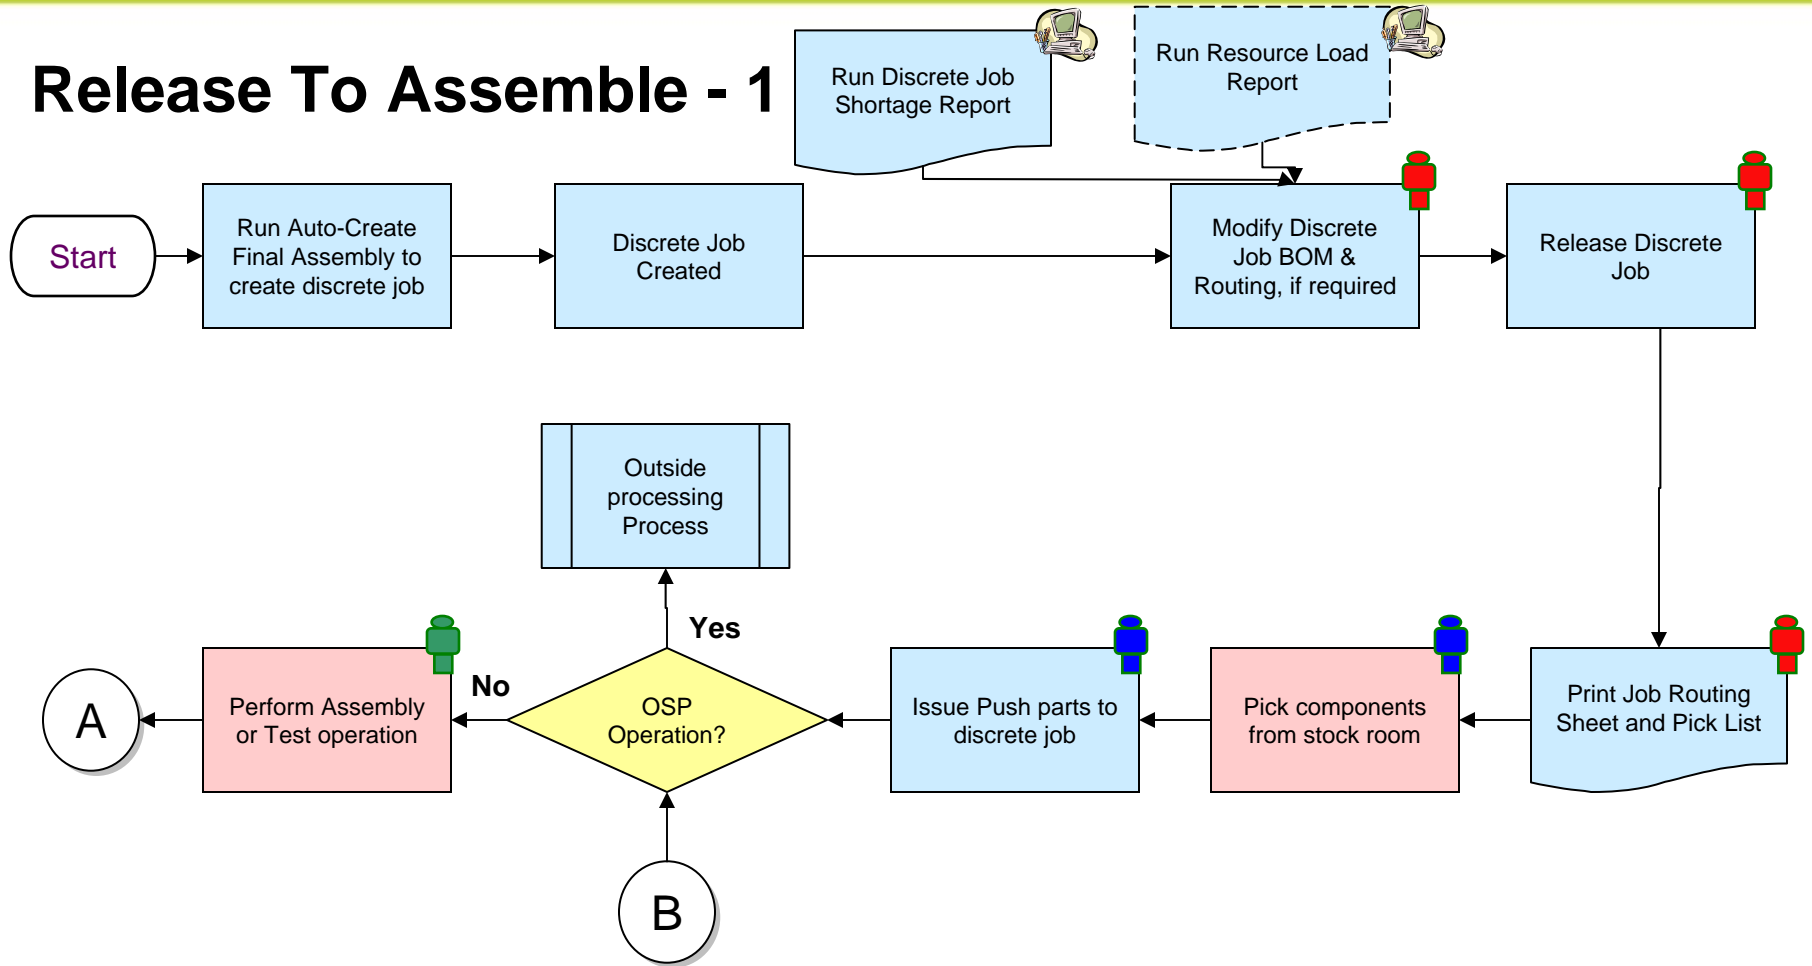 Release To Assemble - 1
Run Discrete Job
Shortage Report
Run Resource Load
Report
Start
Run Auto-Create
Final Assembly to
create discrete job
Discrete Job
Created
Modify Discrete
Job BOM &
Routing, if required
Release Discrete
Job
Outside
processing
Process
Yes
No
A
Perform Assembly
or Test operation
OSP
Operation?
Issue Push parts to
discrete job
Pick components
from stock room
Print Job Routing
Sheet and Pick List
B